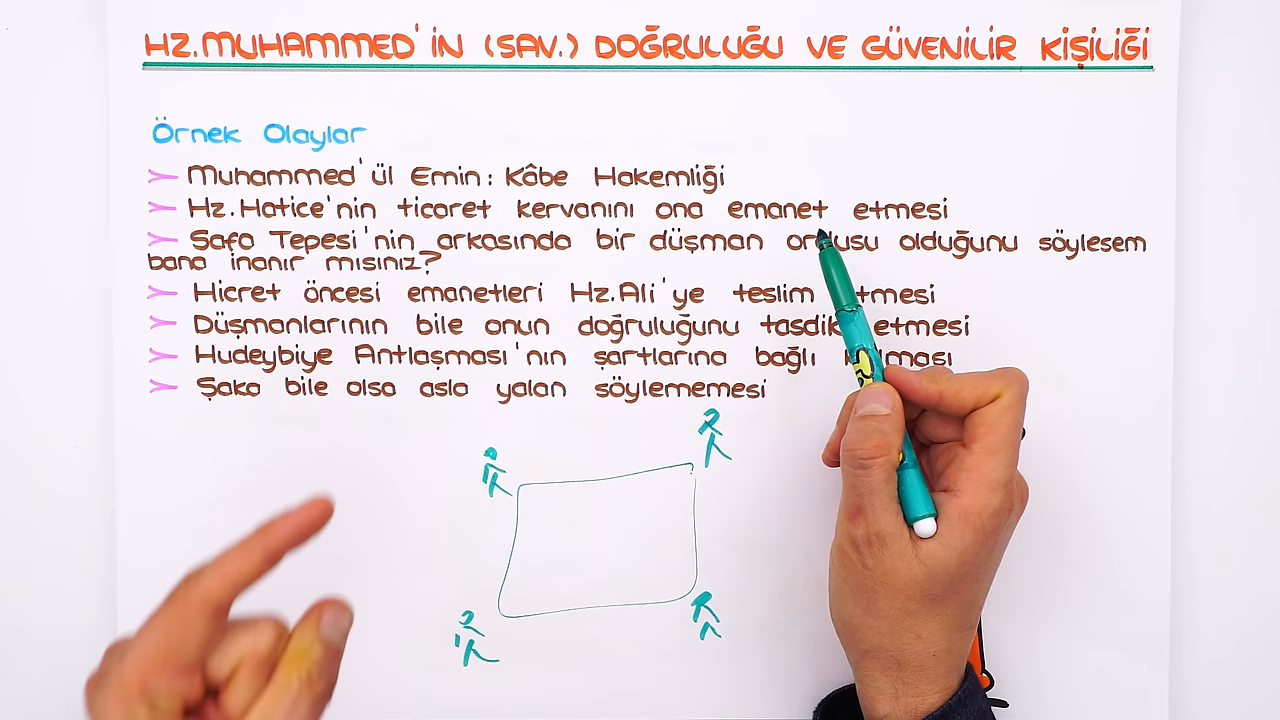 HZ.MUHAMMED'İN (SAV.) DOĞRULUĞU VE GÜVENİLİR KİŞİLİĞİ
Örnek Olaylar
Muhammed'ül Emin: Kâbe Hakemliği
Hz.Hatice'nin ticaret kervanını ona emanet etmesi
Safa Tepesi'nin arkasında bir düşman ordusu olduğunu söylesem
bana inanır mısınız?
Hicret öncesi emanetleri Hz.Ali'ye teslim etmesi
Düşmanlarının bile onun doğruluğunu tasdik etmesi
Hudeybiye Antlaşması'nın şartlarına bağlı kalması
Şaka bile olsa asla yalan söylememesi